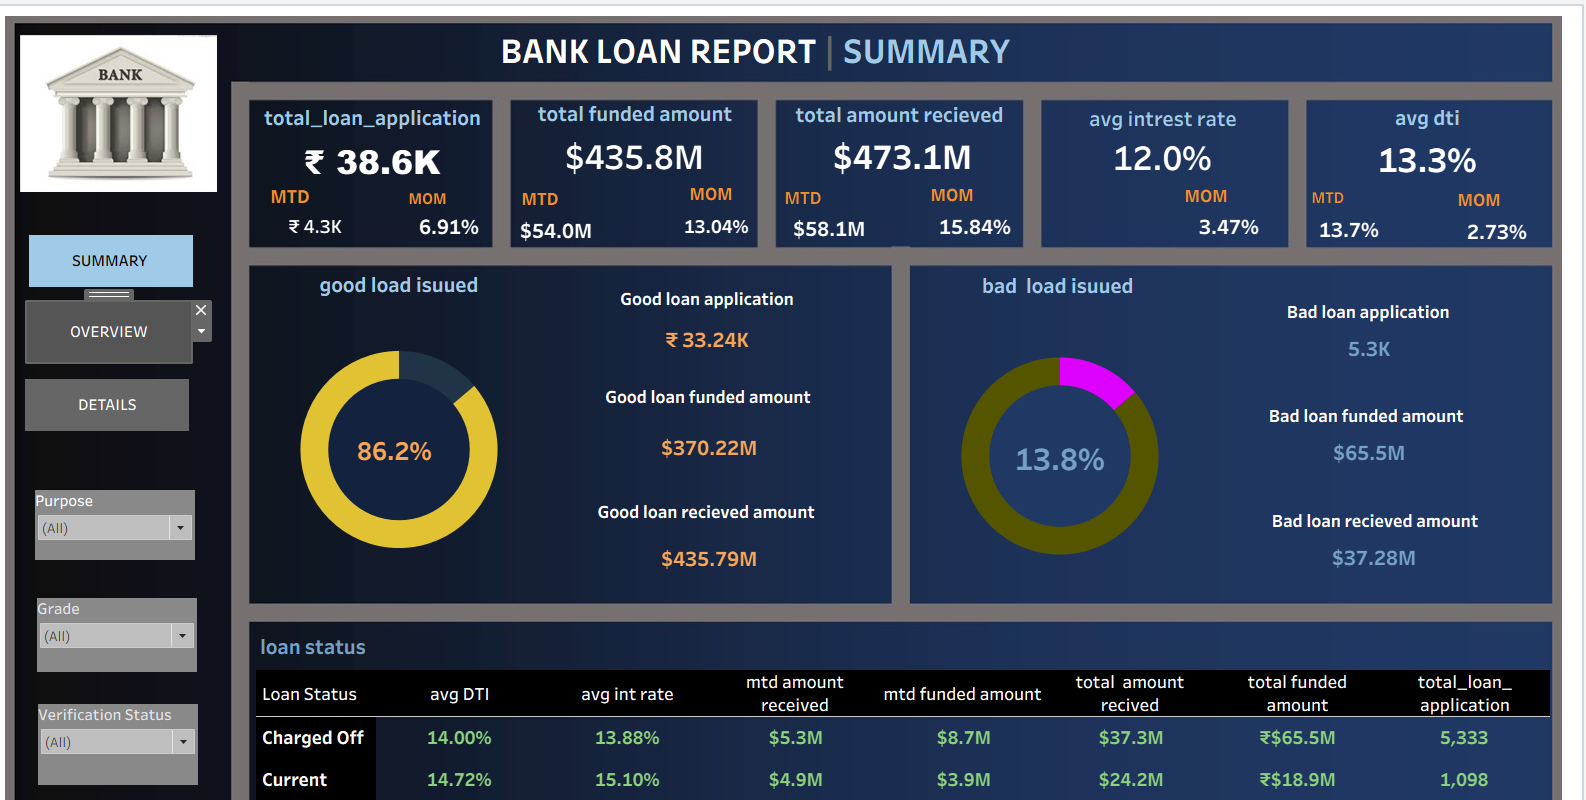 BANK
BANK LOAN REPORT | SUMMARY
total_loan_application
₹ 38.6K
MTD
MOM
₹ 4.3K
6.91%
total funded amount
$435.8M
MTD
MOM
$54.0M
13.04%
total amount recieved
$473.1M
MTD
MOM
$58.1M
15.84%
avg intrest rate
12.0%
MOM
3.47%
avg dti
13.3%
MTD
MOM
13.7%
2.73%
SUMMARY
OVERVIEW
DETAILS
Purpose
(All)
Grade
(All)
Verification Status
(All)
good load isuued
86.2%
Good loan application
₹ 33.24K
Good loan funded amount
$370.22M
Good loan recieved amount
$435.79M
bad  load isuued
13.8%
Bad loan application
5.3K
Bad loan funded amount
$65.5M
Bad loan recieved amount
$37.28M
loan status
Loan Status
avg DTI
avg int rate
mtd amount
received
mtd funded amount
total  amount
recived
total funded
amount
total_loan_
application
Charged Off 14.00% 13.88% $5.3M $8.7M $37.3M ₹$65.5M 5,333
Current 14.72% 15.10% $4.9M $3.9M $24.2M ₹$18.9M 1,098